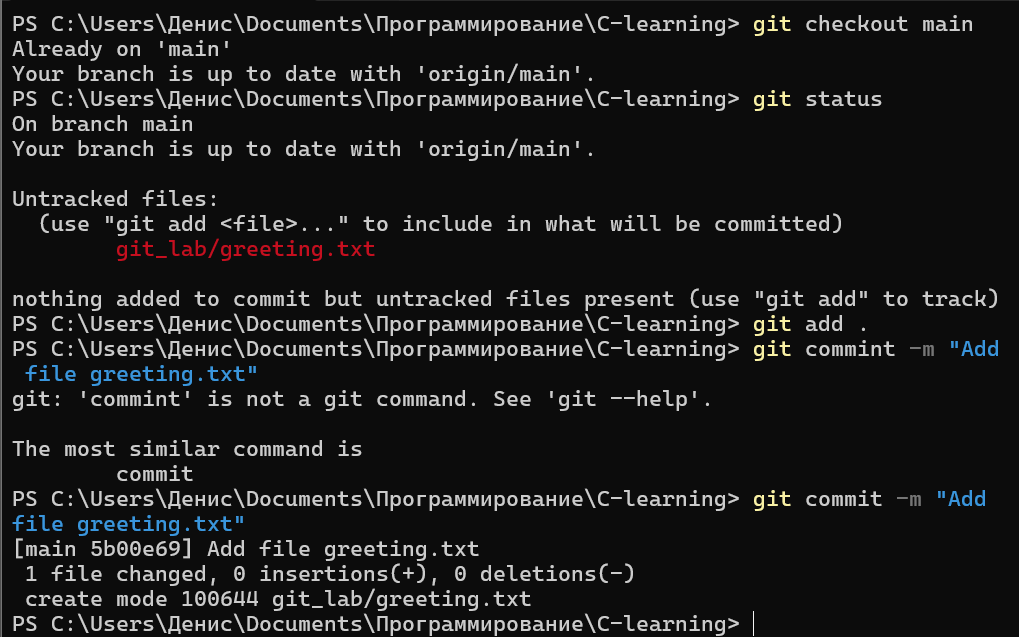 PS C:\Users\Денис\Documents\Программирование\C-learning> git checkout main
Already on 'main'
Your branch is up to date with 'origin/main'.
PS C:\Users\Денис\Documents\Программирование\C-learning> git status
On branch main
Your branch is up to date with 'origin/main'.

Untracked files:
  (use "git add <file>..." to include in what will be committed)
        git_lab/greeting.txt

nothing added to commit but untracked files present (use "git add" to track)
PS C:\Users\Денис\Documents\Программирование\C-learning> git add .
PS C:\Users\Денис\Documents\Программирование\C-learning> git commint -m "Add
 file greeting.txt"
git: 'commint' is not a git command. See 'git --help'.

The most similar command is
        commit
PS C:\Users\Денис\Documents\Программирование\C-learning> git commit -m "Add
file greeting.txt"
[main 5b00e69] Add file greeting.txt
 1 file changed, 0 insertions(+), 0 deletions(-)
 create mode 100644 git_lab/greeting.txt
PS C:\Users\Денис\Documents\Программирование\C-learning>